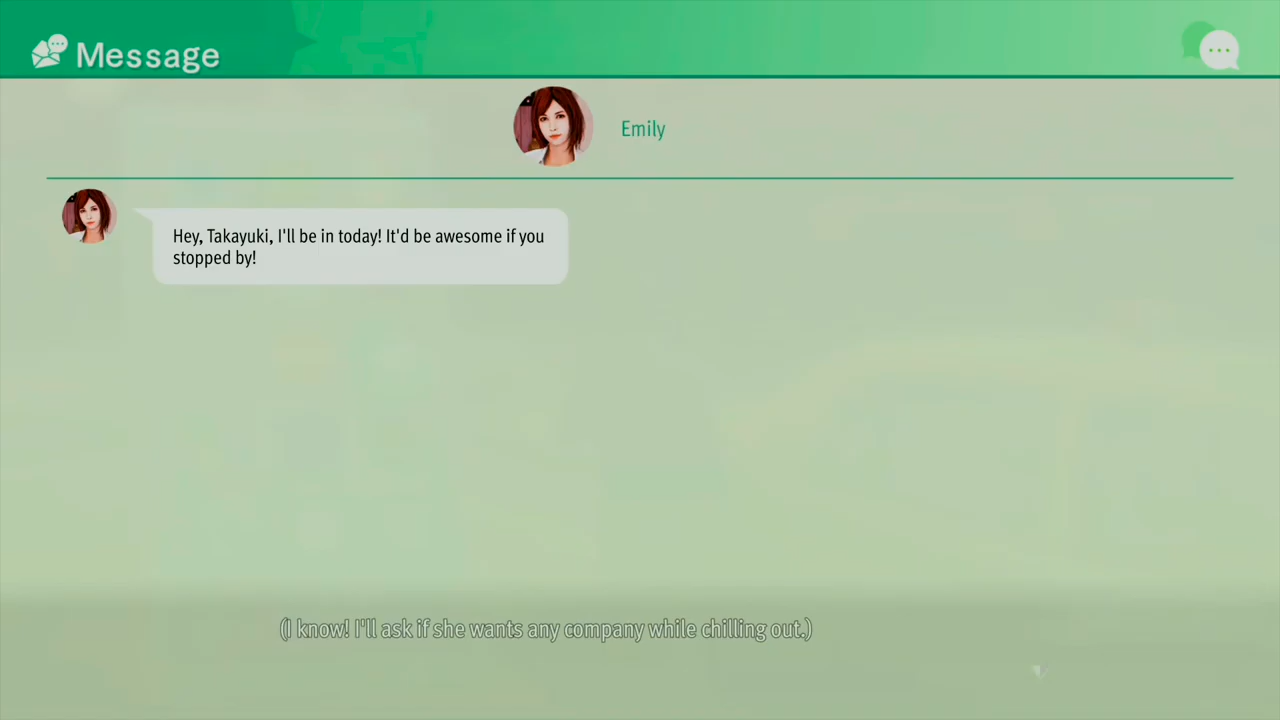 Message
Emily
Hey, Takayuki, I'll be in today! It'd be awesome if you
stopped by!
(I know! I'll ask if she wants any company while chilling out.)